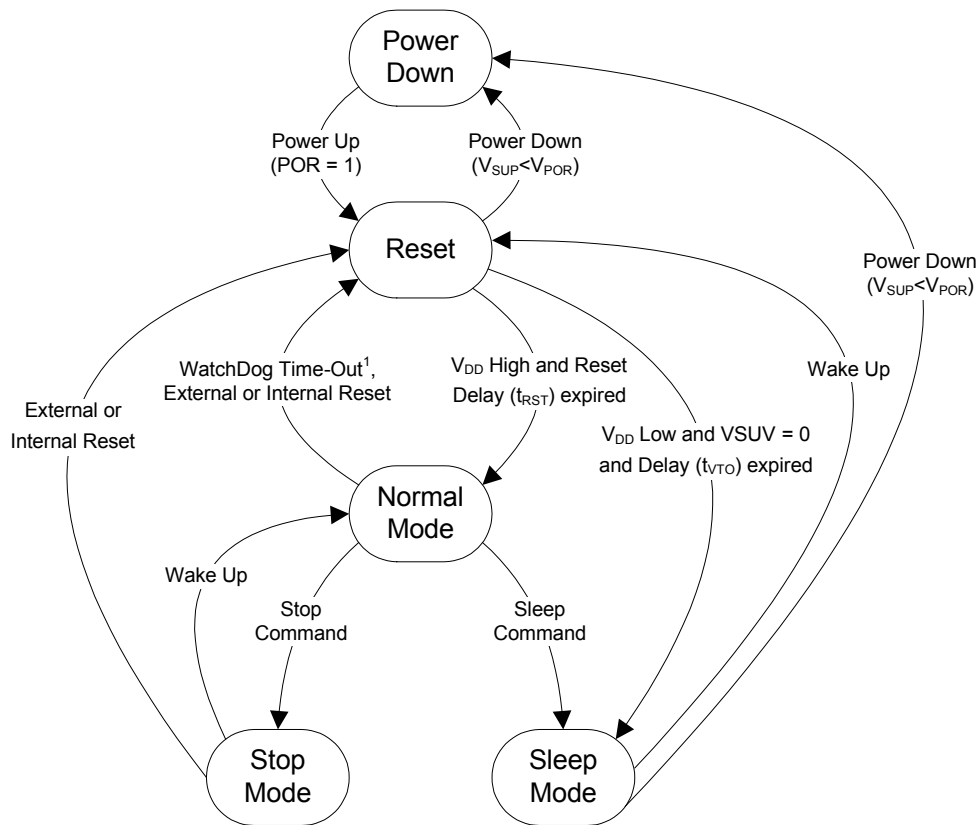 Power
Down
Power Up
(POR = 1)
Power Down
(VSUP<VPOR)
Reset
Power Down
(VSUP<VPOR)
WatchDog Time-Out1,
External or Internal Reset
VDD High and Reset
Delay (tRST) expired
Wake Up
External or
Internal Reset
VDD Low and VSUV = 0
and Delay (tVTO) expired
Normal
Mode
Wake Up
Stop
Command
Sleep
Command
Stop
Mode
Sleep
Mode